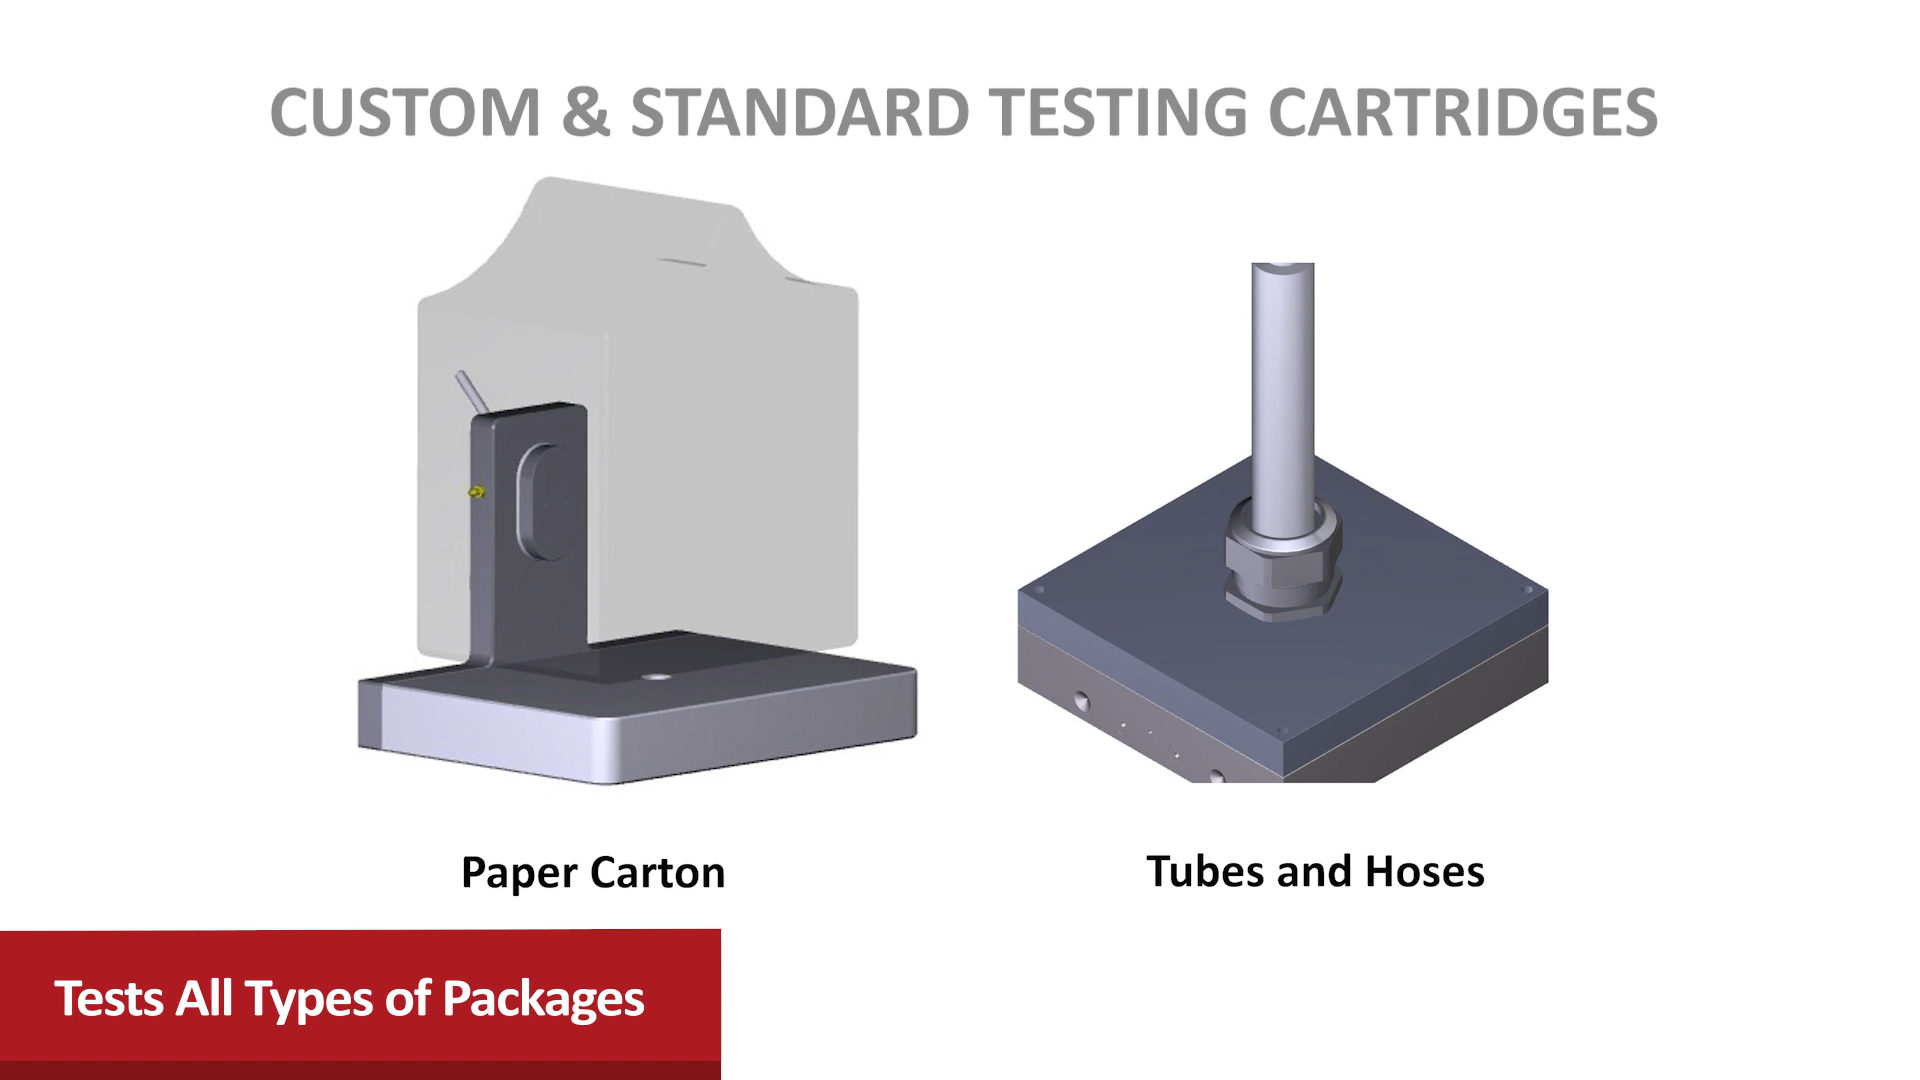 CUSTOM & STANDARD TESTING CARTRIDGES
Paper Carton
Tubes and Hoses
Tests All Types of Packages